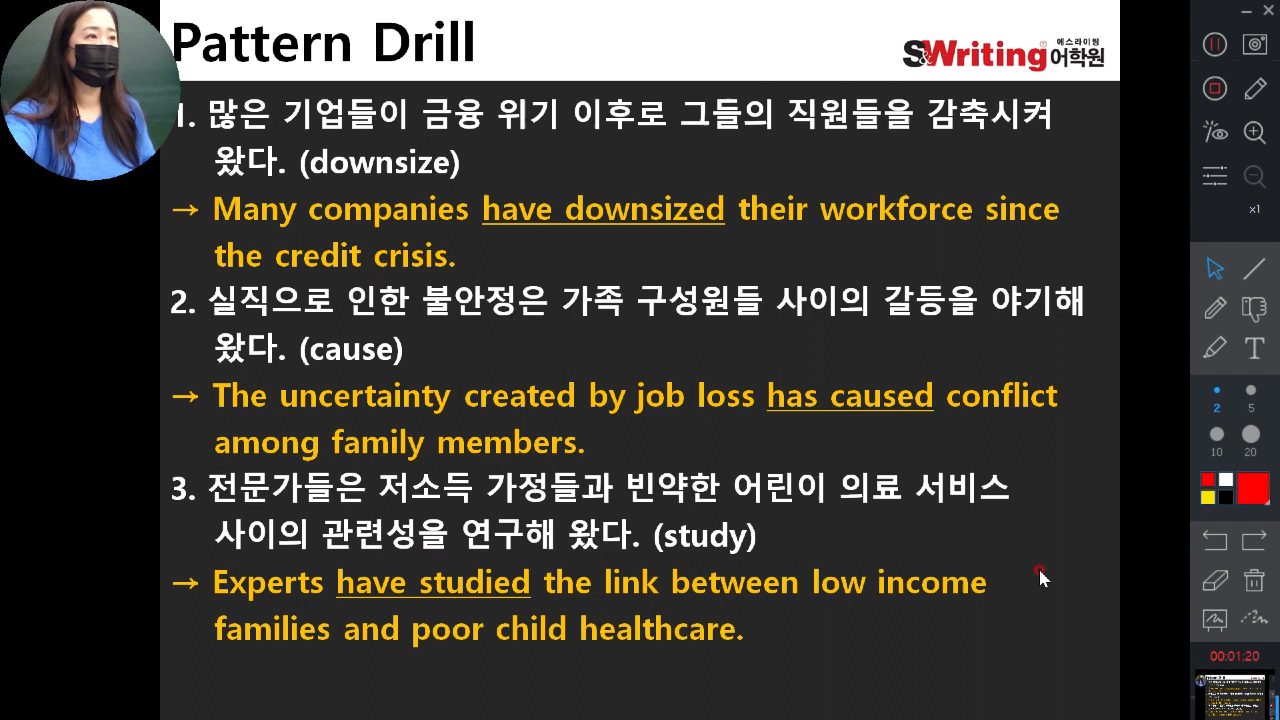 Pattern Drill
S&Writing 에스라이팅 어학원
1. 많은 기업들이 금융 위기 이후로 그들의 직원들을 감축시켜
왔다. (downsize)
→ Many companies have downsized their workforce since
the credit crisis.
2. 실직으로 인한 불안정은 가족 구성원들 사이의 갈등을 야기해
왔다. (cause)
→ The uncertainty created by job loss has caused conflict
among family members.
3. 전문가들은 저소득 가정들과 빈약한 어린이 의료 서비스
사이의 관련성을 연구해 왔다. (study)
→ Experts have studied the link between low income
families and poor child healthcare.
x1
T
2 5
10 20
00:01:20